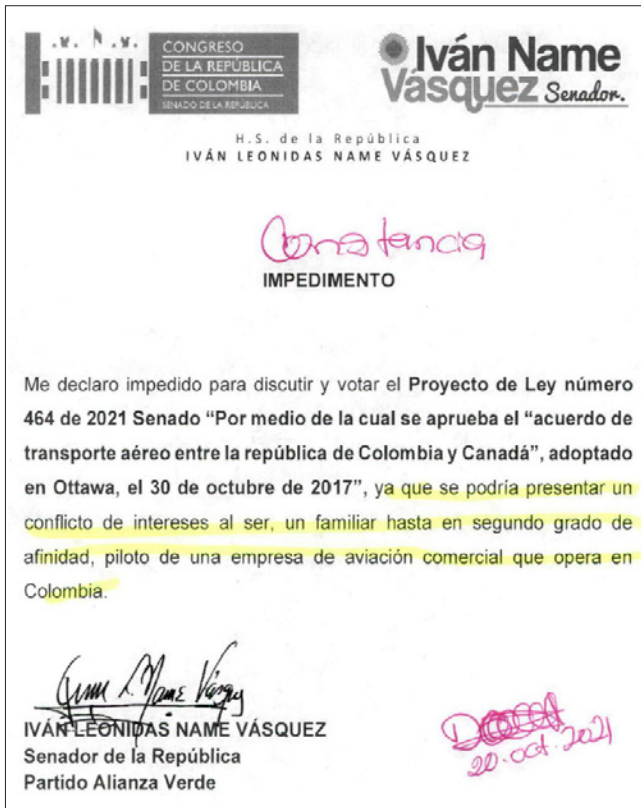 CONGRESO
DE LA REPÚBLICA
DE COLOMBIA
SENADO DE LA REPÚBLICA
Iván Name
Vásquez Senador.
H.S. de la República
IVÁN LEONIDAS NAME VÁSQUEZ
Constancia
IMPEDIMENTO
Me declaro impedido para discutir y votar el Proyecto de Ley número
464 de 2021 Senado “Por medio de la cual se aprueba el “acuerdo de
transporte aéreo entre la república de Colombia y Canadá”, adoptado
en Ottawa, el 30 de octubre de 2017”, ya que se podría presentar un
conflicto de intereses al ser, un familiar hasta en segundo grado de
afinidad, piloto de una empresa de aviación comercial que opera en
Colombia.
IVÁN LEONIDAS NAME VÁSQUEZ
Senador de la República
Partido Alianza Verde
20.oct.2021